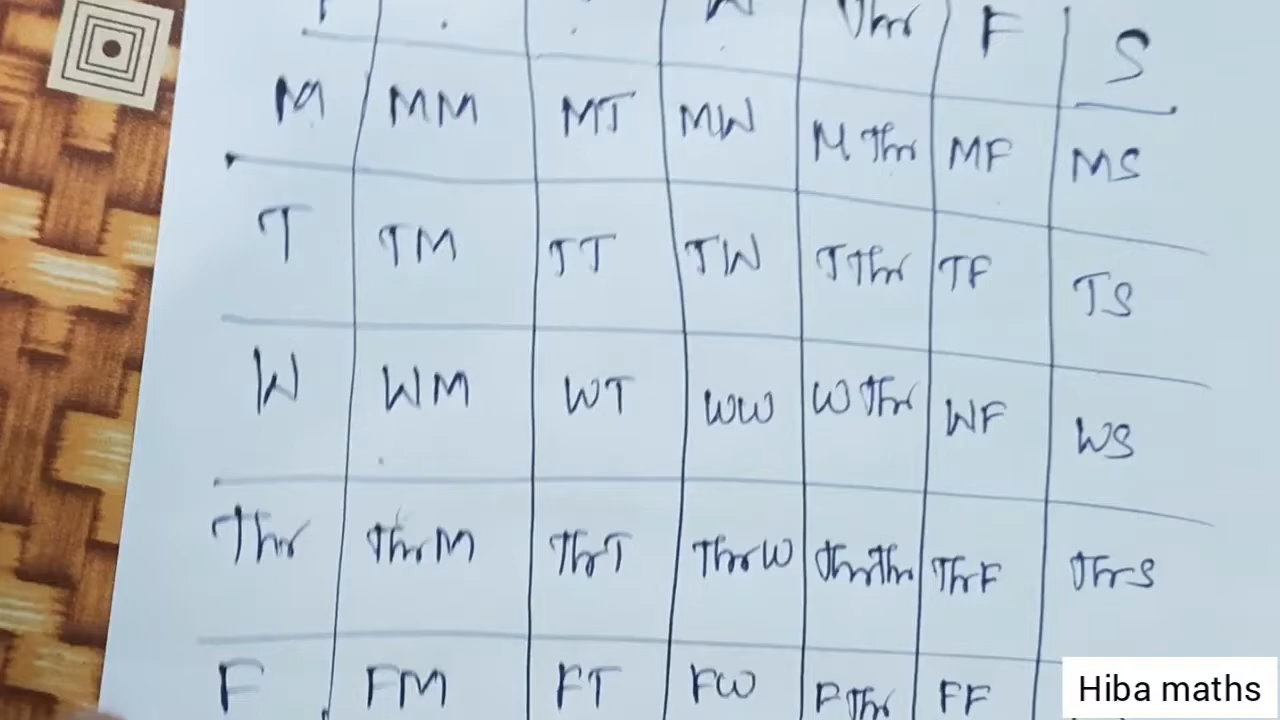 W Thr F S
M MM MT MW M Thr MF MS
T TM TT TW T Thr TF TS
W WM WT WW W Thr WF WS
Thr ThrM ThrT ThrW ThrThr ThrF ThrS
F FM FT FW F Thr FF
Hiba maths